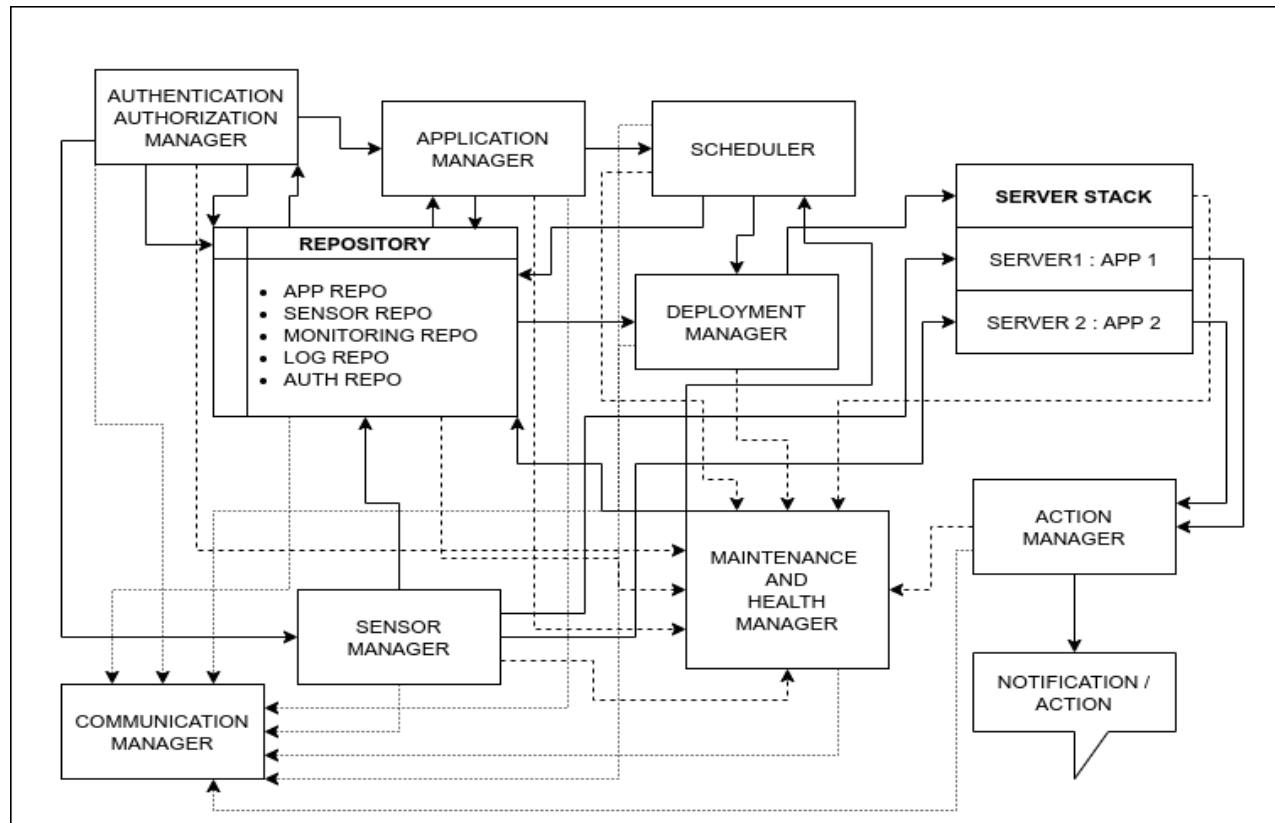 AUTHENTICATION
AUTHORIZATION
MANAGER
APPLICATION
MANAGER
SCHEDULER
SERVER STACK
SERVER1 : APP 1
SERVER 2 : APP 2
REPOSITORY
• APP REPO
• SENSOR REPO
• MONITORING REPO
• LOG REPO
• AUTH REPO
DEPLOYMENT
MANAGER
ACTION
MANAGER
MAINTENANCE
AND
HEALTH
MANAGER
SENSOR
MANAGER
COMMUNICATION
MANAGER
NOTIFICATION /
ACTION